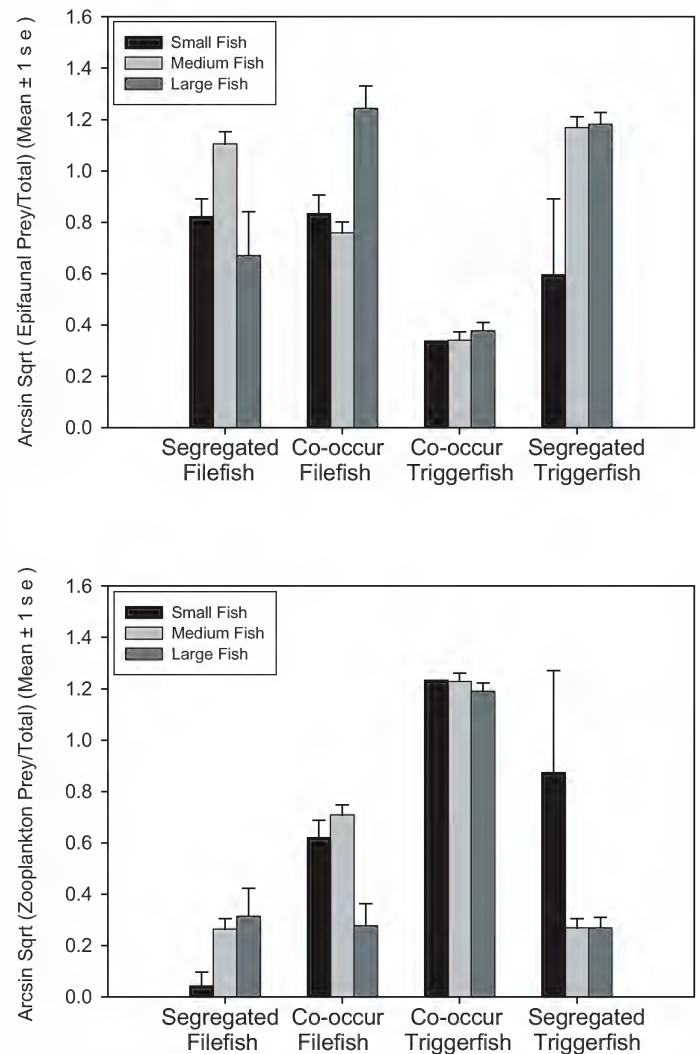 Arcsin Sqrt ( Epifaunal Prey/Total) (Mean ± 1 s e )
1.6
1.4
1.2
1.0
0.8
0.6
0.4
0.2
0.0
Small Fish
Medium Fish
Large Fish
Segregated Co-occur Co-occur Segregated
Filefish Filefish Triggerfish Triggerfish
Arcsin Sqrt (Zooplankton Prey/Total) (Mean ± 1 s e )
1.6
1.4
1.2
1.0
0.8
0.6
0.4
0.2
0.0
Small Fish
Medium Fish
Large Fish
Segregated Co-occur Co-occur Segregated
Filefish Filefish Triggerfish Triggerfish